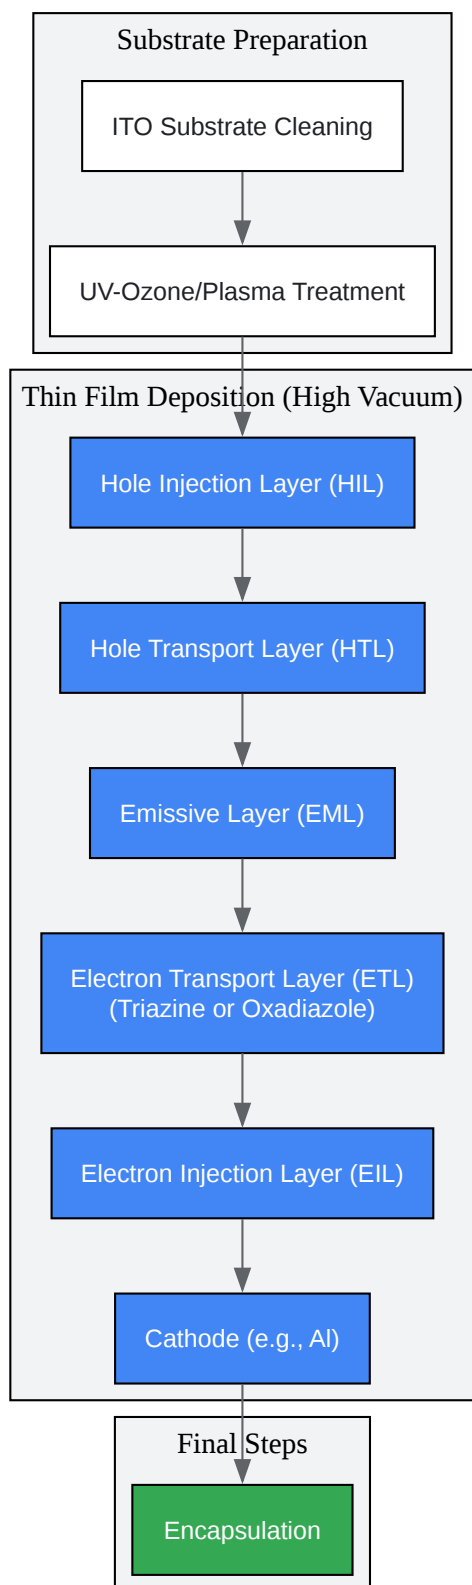 Substrate Preparation
ITO Substrate Cleaning
UV-Ozone/Plasma Treatment
Thin Film Deposition (High Vacuum)
Hole Injection Layer (HIL)
Hole Transport Layer (HTL)
Emissive Layer (EML)
Electron Transport Layer (ETL)
(Triazine or Oxadiazole)
Electron Injection Layer (EIL)
Cathode (e.g., Al)
Final Steps
Encapsulation